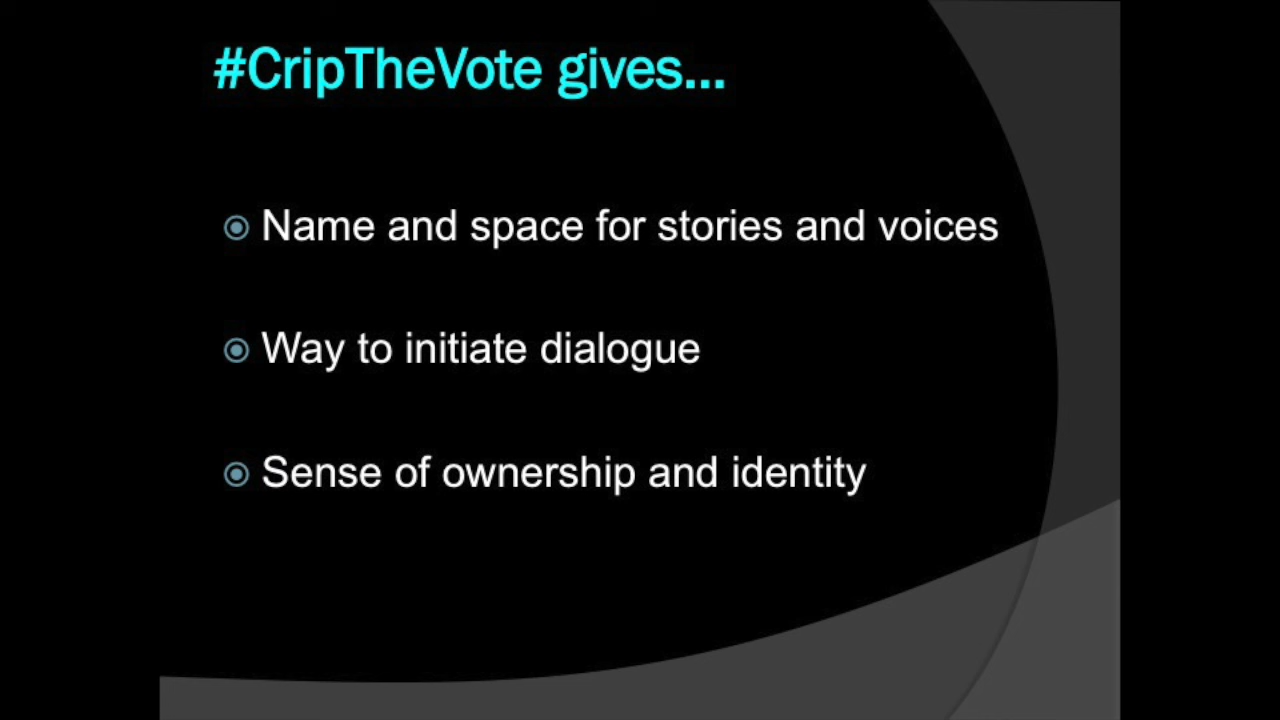 #CripTheVote gives...
Name and space for stories and voices
Way to initiate dialogue
Sense of ownership and identity